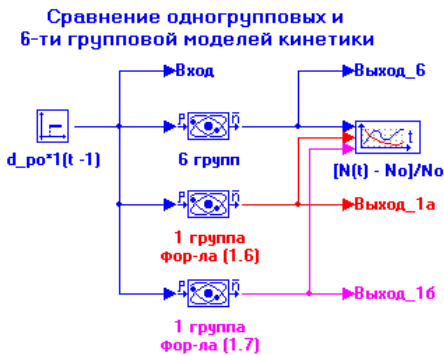 Сравнение одногрупповых и
6-ти групповой моделей кинетики
Вход
Выход_6
ρ n
t
d_ρo*1(t -1)
6 групп
[N(t) - No]/No
ρ n
Выход_1а
1 группа
фор-ла (1.6)
ρ n
Выход_1б
1 группа
фор-ла (1.7)